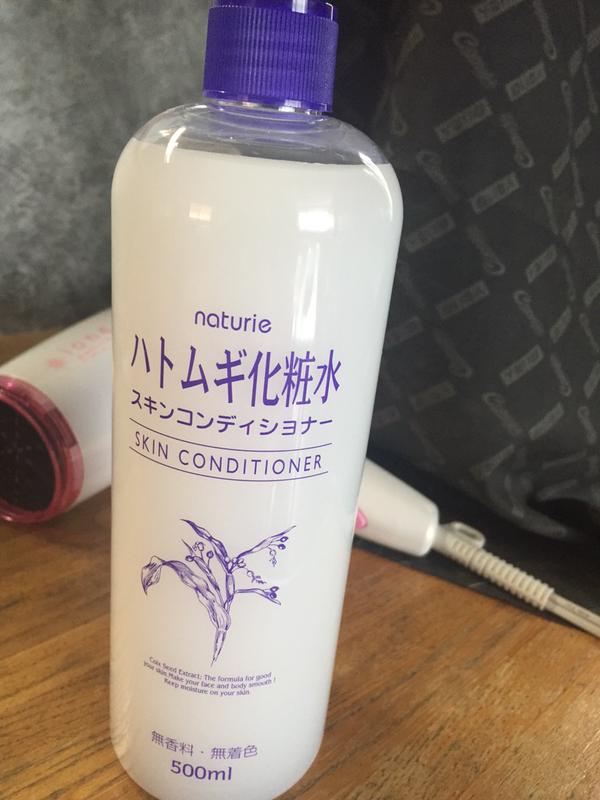 naturie
ハトムギ化粧水
スキンコンディショナー
SKIN CONDITIONER
Coix Seed Extract; The formula for good
your skin Make your face and body smooth !
Keep moisture on your skin.
無香料・無着色
500ml